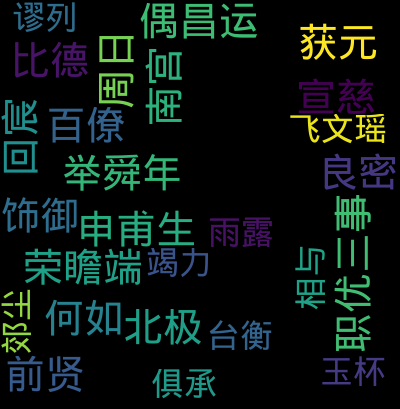 谬列
偶昌运
获元
比德
周日
南宫
宣慈
回扆
百僚
飞文瑶
举舜年
良密
饰御
申甫生
雨露
职优三事
荣瞻端
竭力
相与
郊尘
何如
北极
台衡
前贤
俱承
玉杯